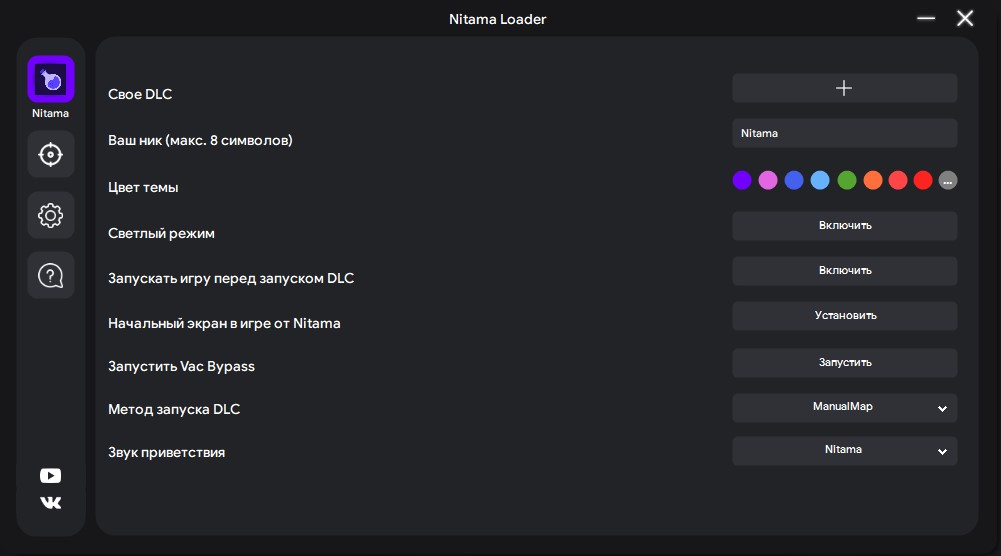 Nitama Loader
Nitama
Свое DLC
Ваш ник (макс. 8 символов)
Nitama
Цвет темы
...
Светлый режим
Включить
Запускать игру перед запуском DLC
Включить
Начальный экран в игре от Nitama
Установить
Запустить Vac Bypass
Запустить
Метод запуска DLC
ManualMap
Звук приветствия
Nitama